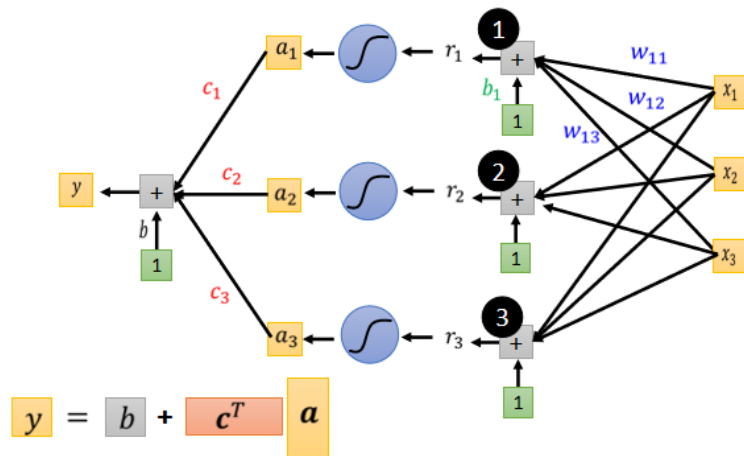 1
a₁
r₁
+
w₁₁
c₁
b₁
x₁
1
w₁₂
w₁₃
2
y
+
c₂
a₂
r₂
+
x₂
b
1
1
x₃
c₃
3
a₃
r₃
+
1
y = b + cᵀ a